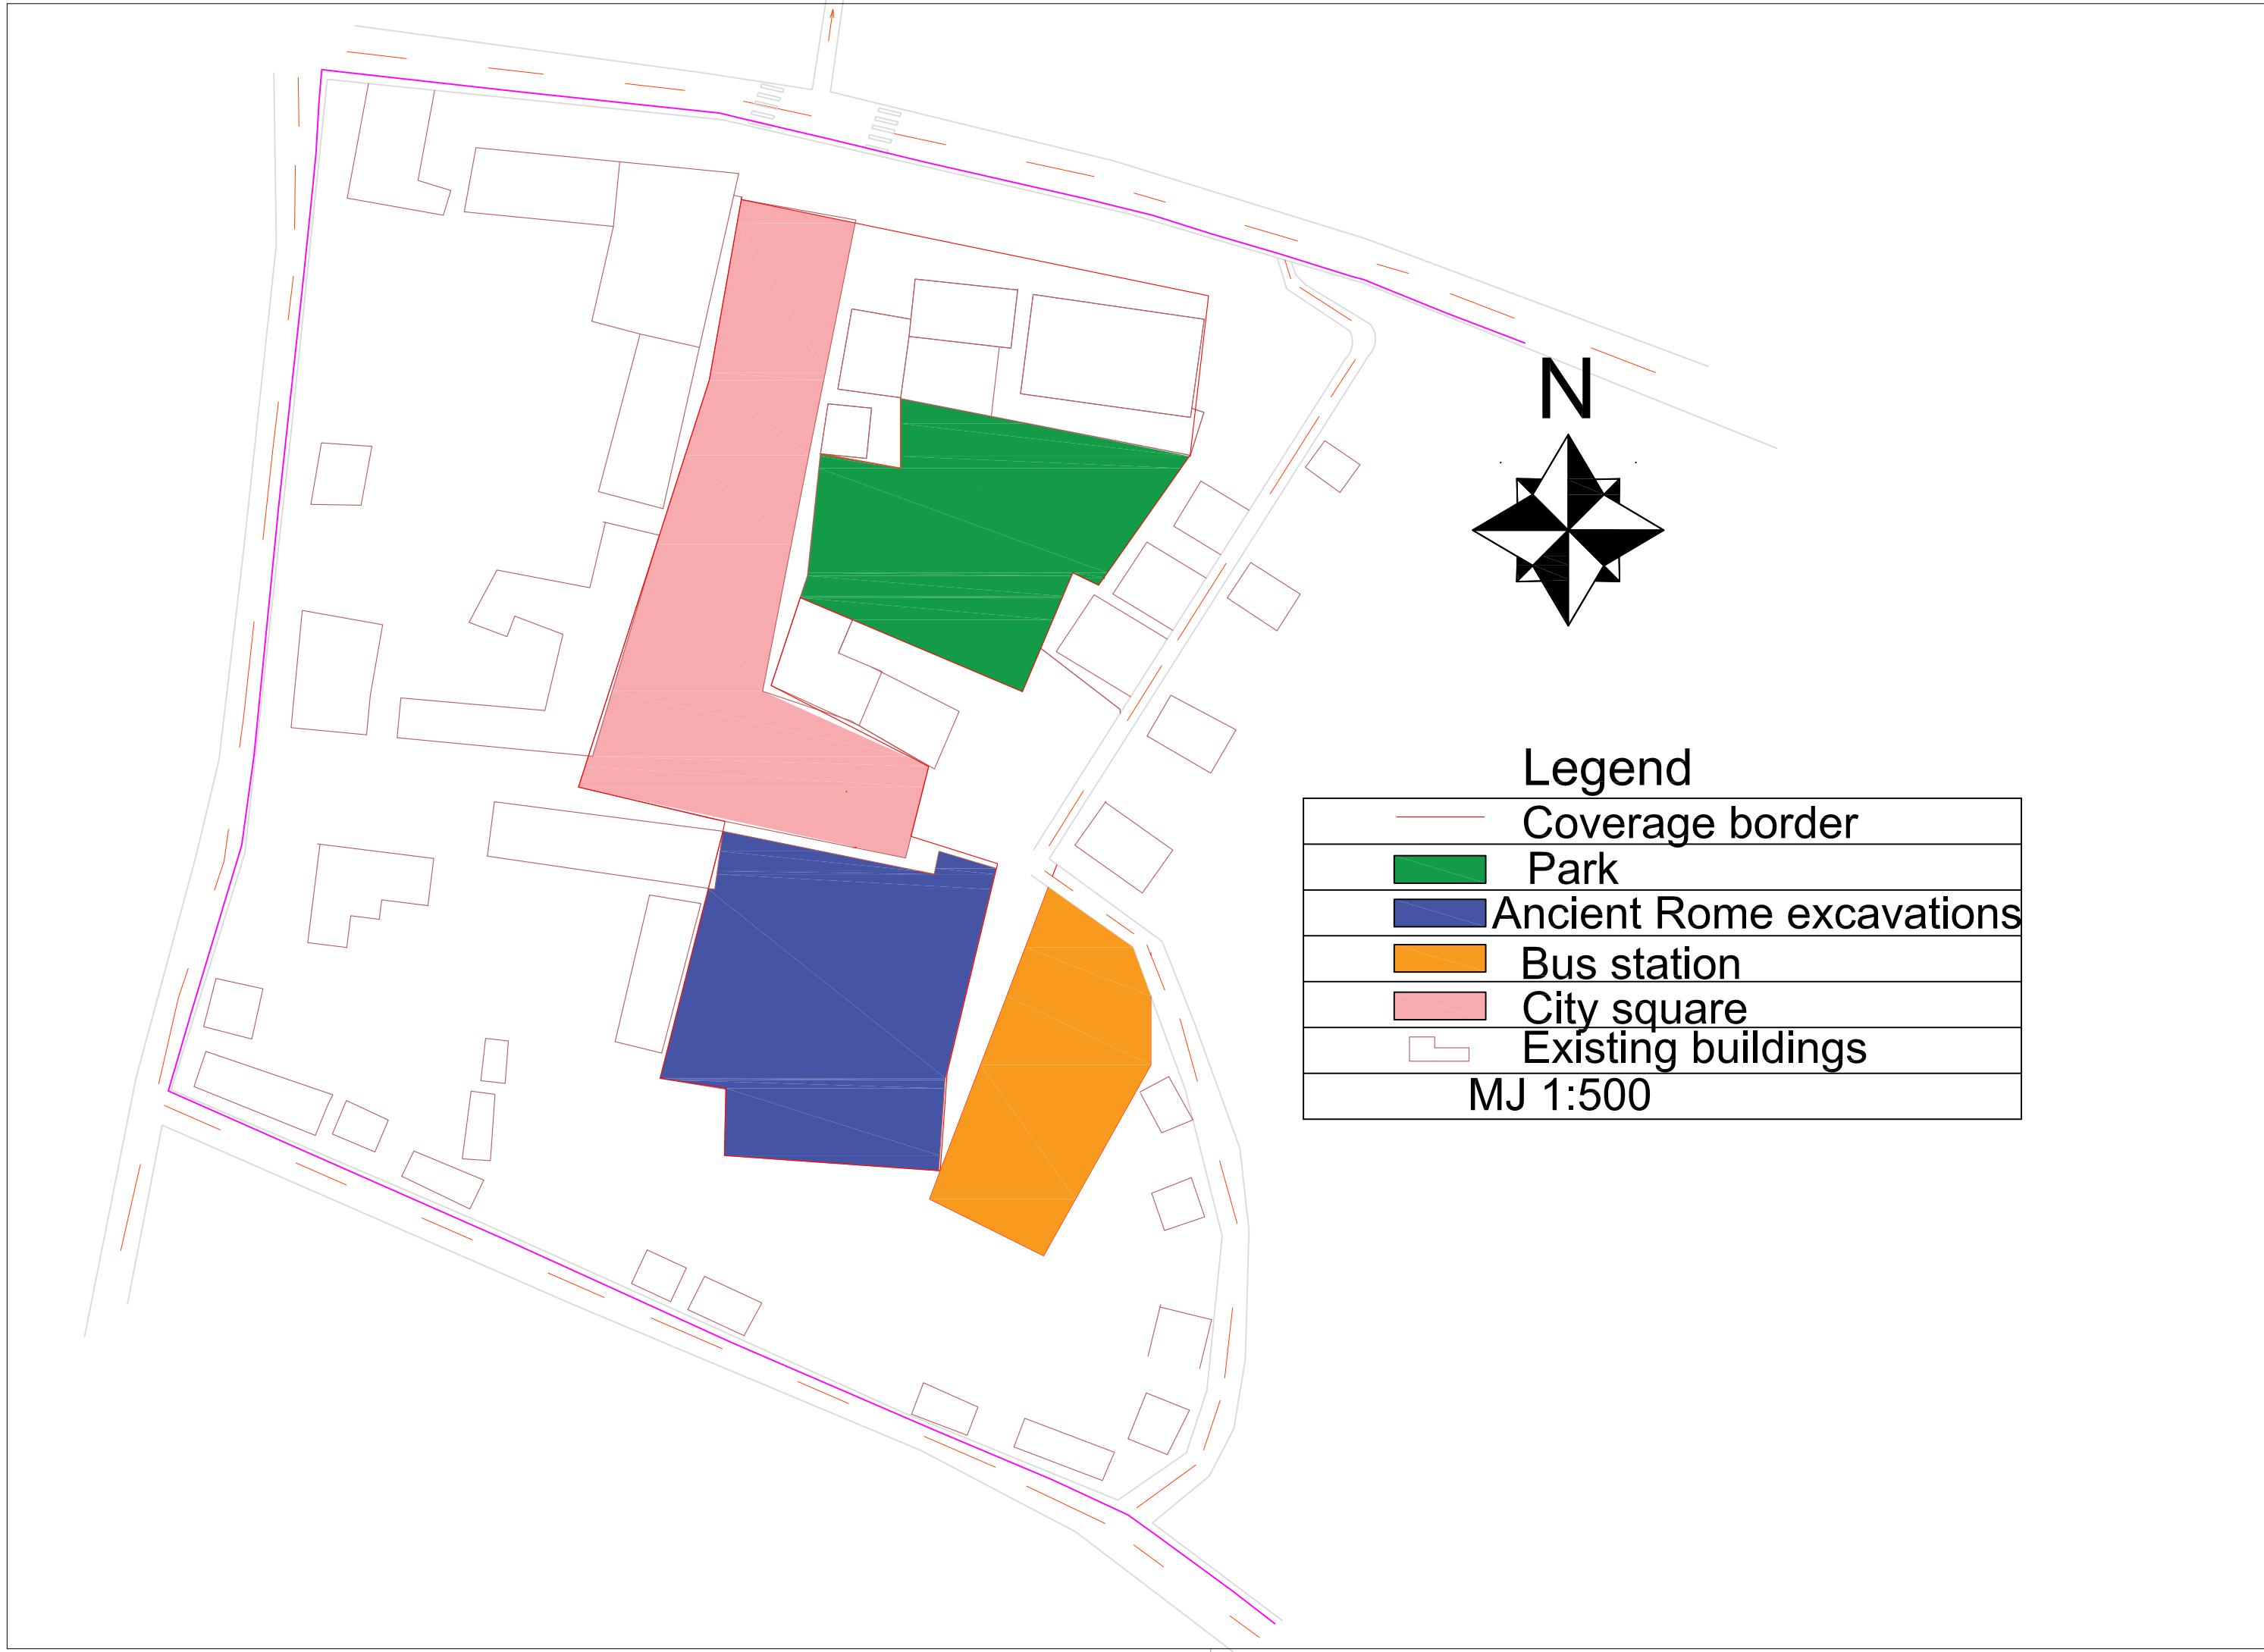 N
Legend
Coverage border
Park
Ancient Rome excavations
Bus station
City square
Existing buildings
MJ 1:500